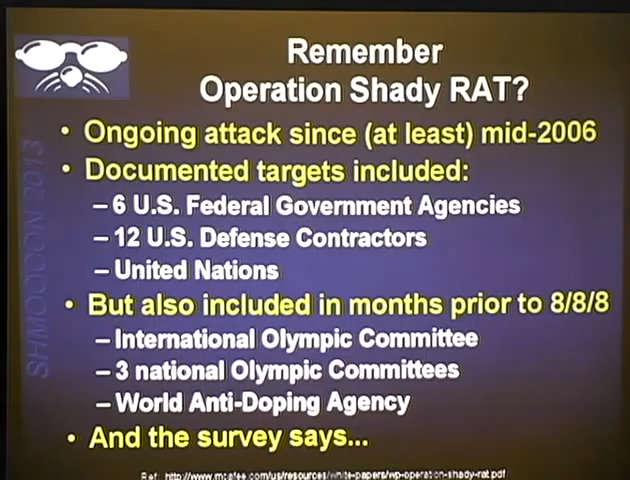 Remember
Operation Shady RAT?
• Ongoing attack since (at least) mid-2006
• Documented targets included:
– 6 U.S. Federal Government Agencies
– 12 U.S. Defense Contractors
– United Nations
• But also included in months prior to 8/8/8
– International Olympic Committee
– 3 national Olympic Committees
– World Anti-Doping Agency
• And the survey says...
SHMOOCON 2013
Ref: http://www.mcafee.com/us/resources/white-papers/wp-operation-shady-rat.pdf